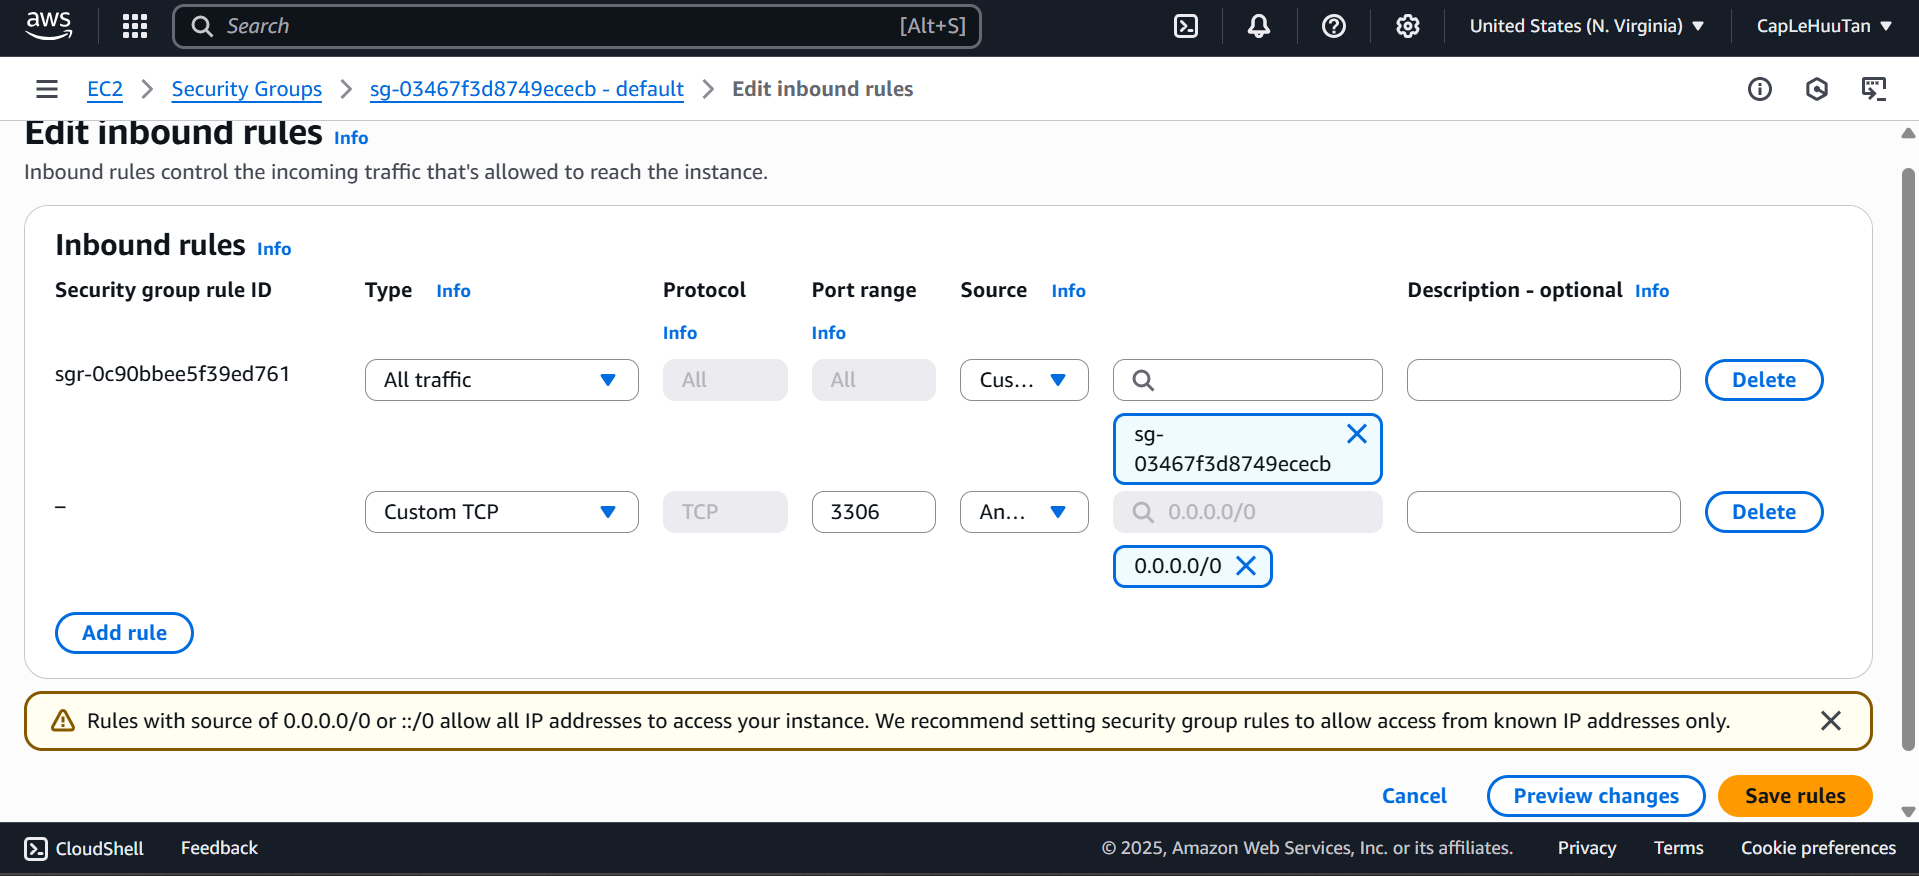 aws
Search [Alt+S]
United States (N. Virginia)
CapLeHuuTan
EC2
Security Groups
sg-03467f3d8749ececb - default
Edit inbound rules
Edit inbound rules Info
Inbound rules control the incoming traffic that's allowed to reach the instance.
Inbound rules Info
Security group rule ID
Type Info
Protocol Info
Port range Info
Source Info
Description - optional Info
sgr-0c90bbee5f39ed761
All traffic
All
All
Cus...
Delete
sg-
03467f3d8749ececb
–
Custom TCP
TCP
3306
An...
0.0.0.0/0
Delete
0.0.0.0/0
Add rule
Rules with source of 0.0.0.0/0 or ::/0 allow all IP addresses to access your instance. We recommend setting security group rules to allow access from known IP addresses only.
Cancel
Preview changes
Save rules
CloudShell
Feedback
© 2025, Amazon Web Services, Inc. or its affiliates.
Privacy
Terms
Cookie preferences